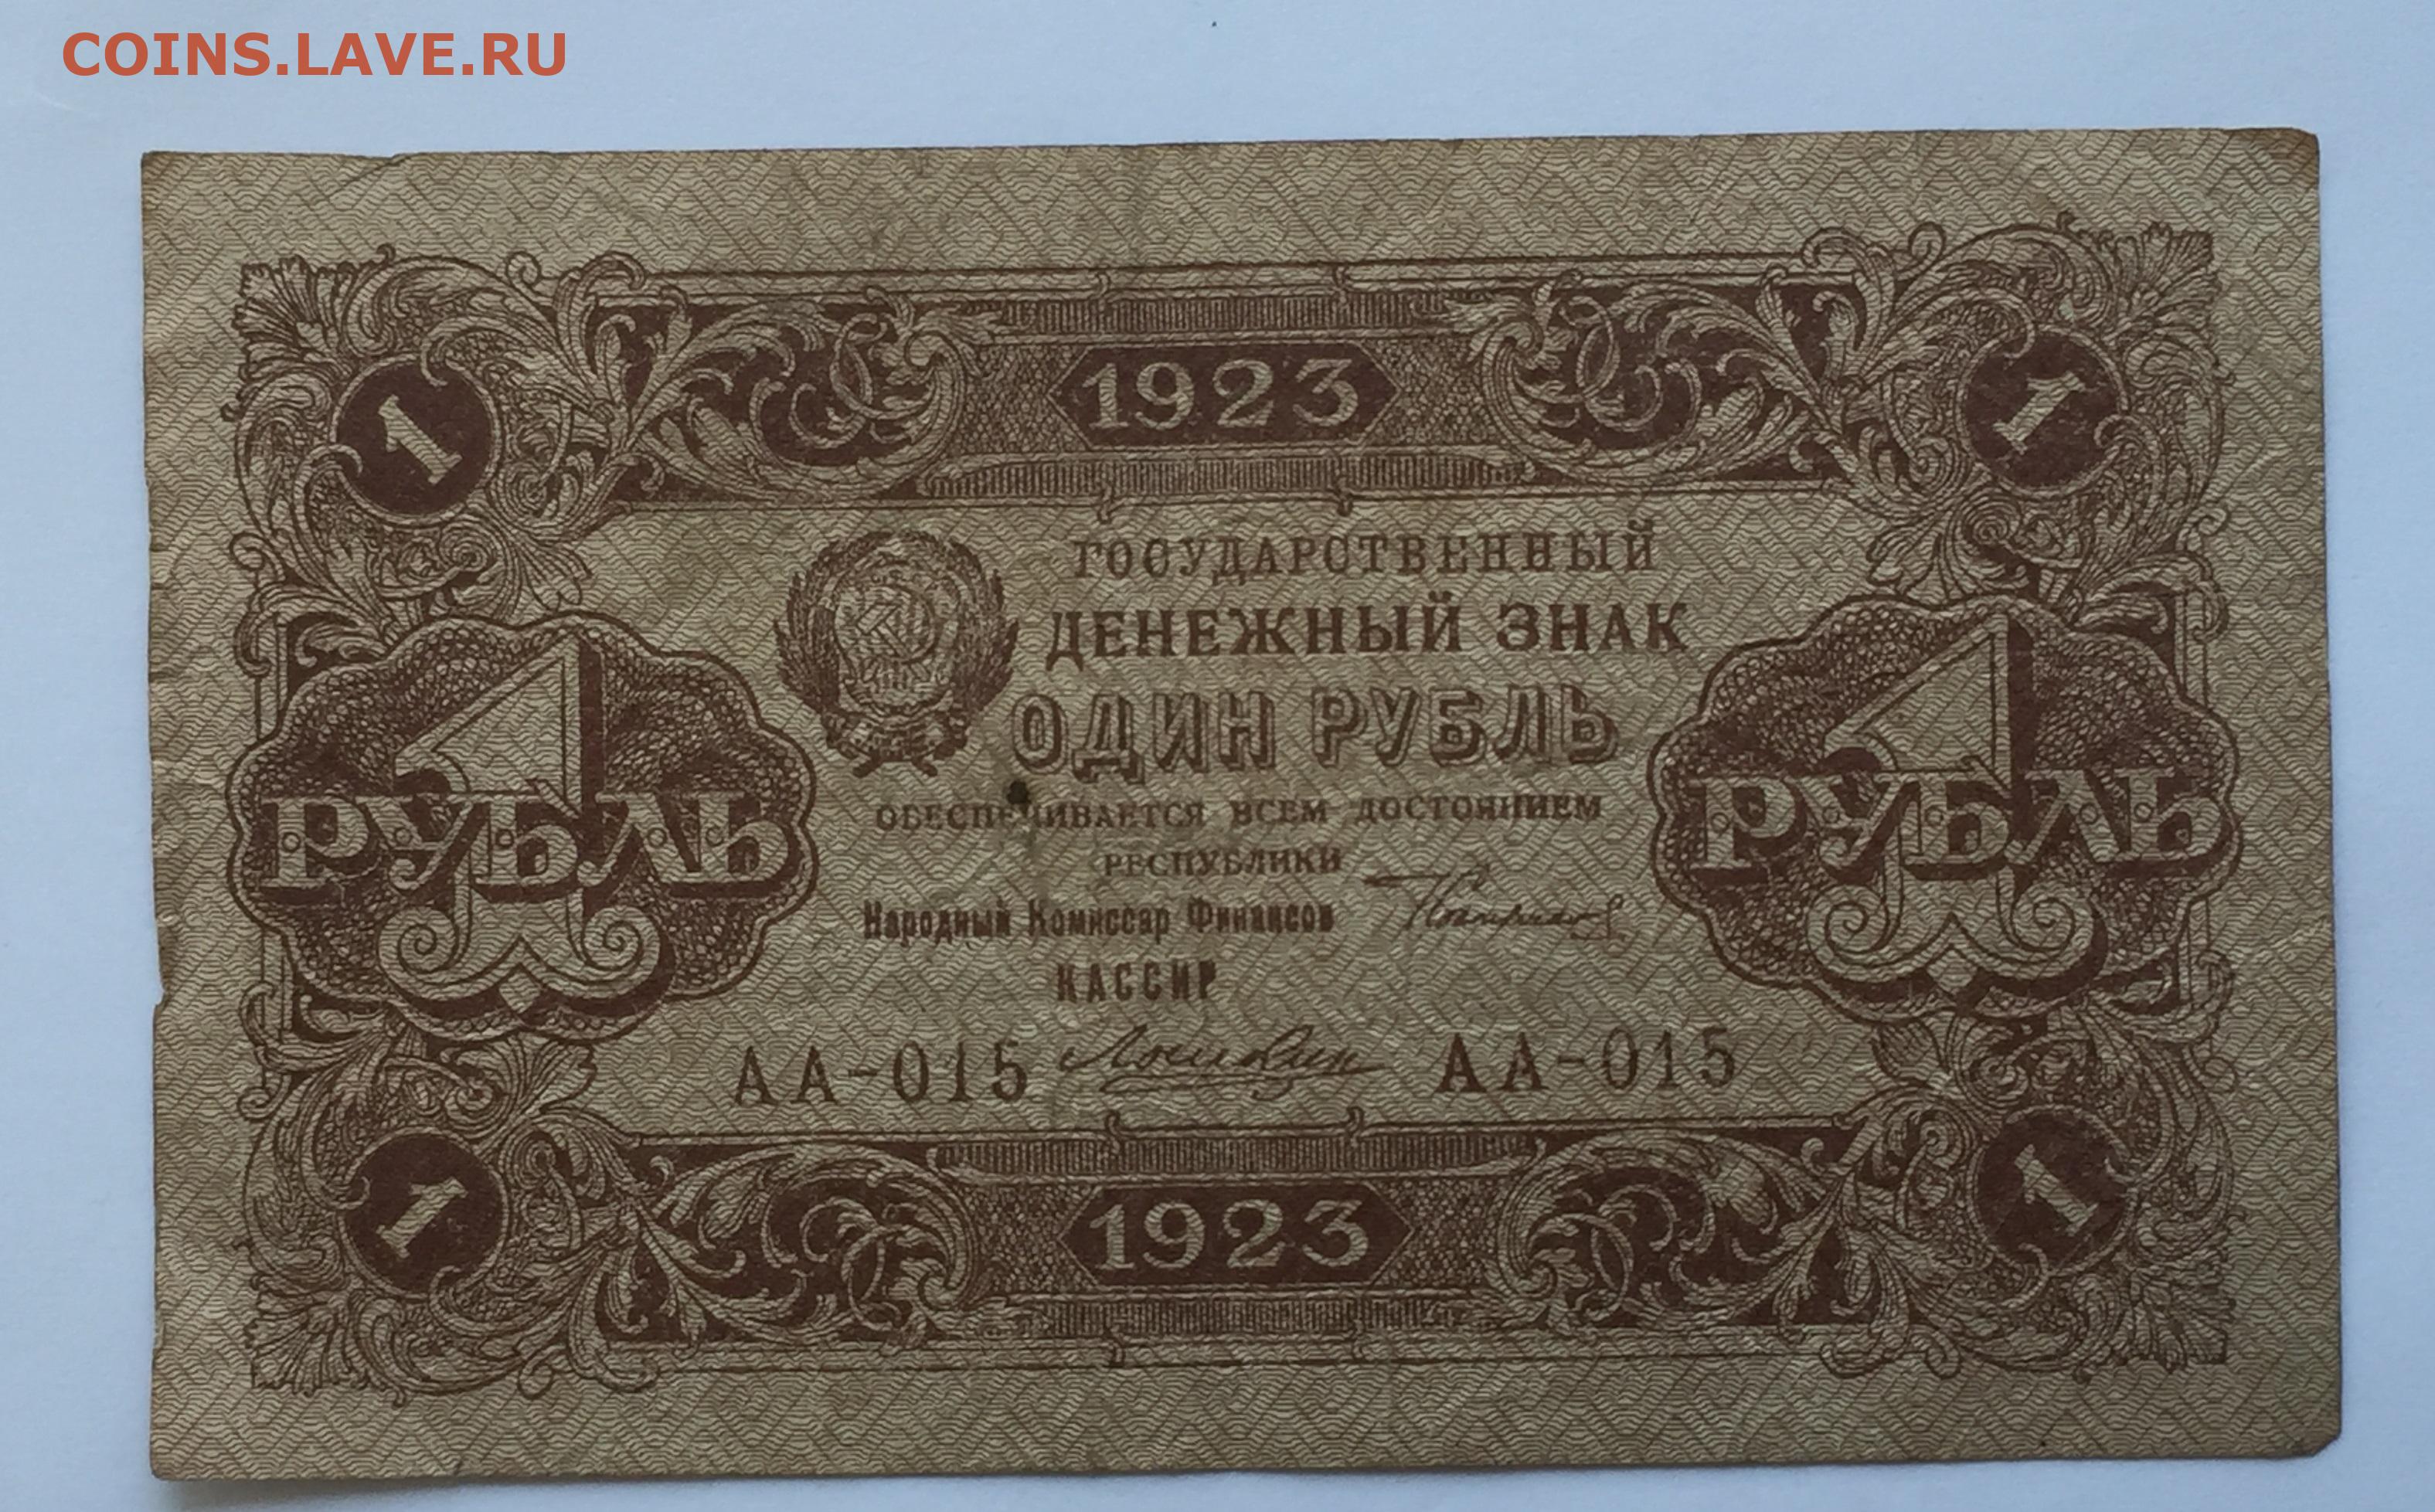 COINS.LAVE.RU
1 1923 1
ГОСУДАРСТВЕННЫЙ
ДЕНЕЖНЫЙ ЗНАК
ОДИН РУБЛЬ
1 РУБЛЬ
1 РУБЛЬ
ОБЕСПЕЧИВАЕТСЯ ВСЕМ ДОСТОЯНИЕМ
РЕСПУБЛИКИ
Народный Комиссар Финансов
КАССИР
АА-015 АА-015
1 1923 1